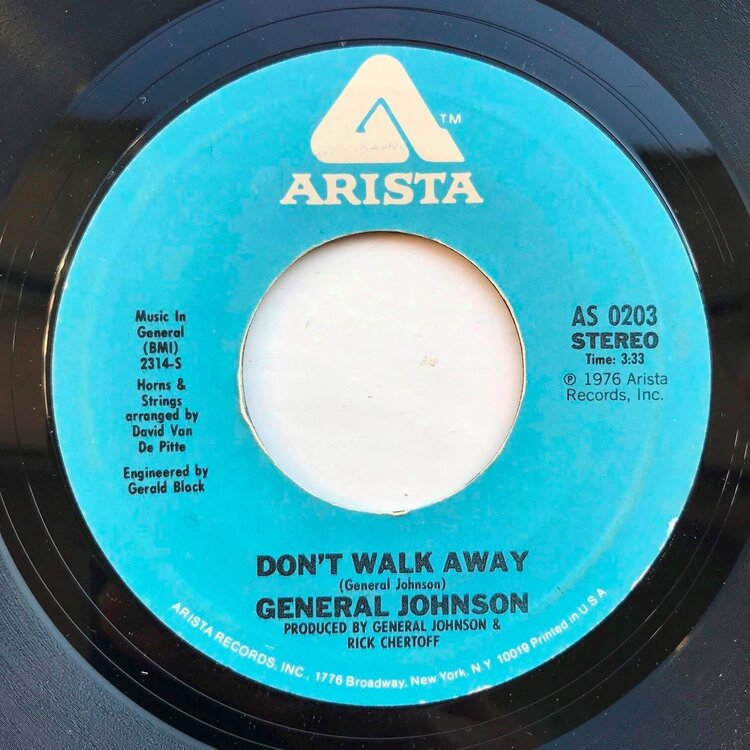 TM
ARISTA
Music In
General
(BMI)
2314-S
Horns &
Strings
arranged by
David Van
De Pitte
Engineered by
Gerald Block
AS 0203
STEREO
Time: 3:33
℗ 1976 Arista
Records, Inc.
DON'T WALK AWAY
(General Johnson)
GENERAL JOHNSON
PRODUCED BY GENERAL JOHNSON &
RICK CHERTOFF
ARISTA RECORDS, INC., 1776 Broadway, New York, N.Y. 10019 Printed in U S A